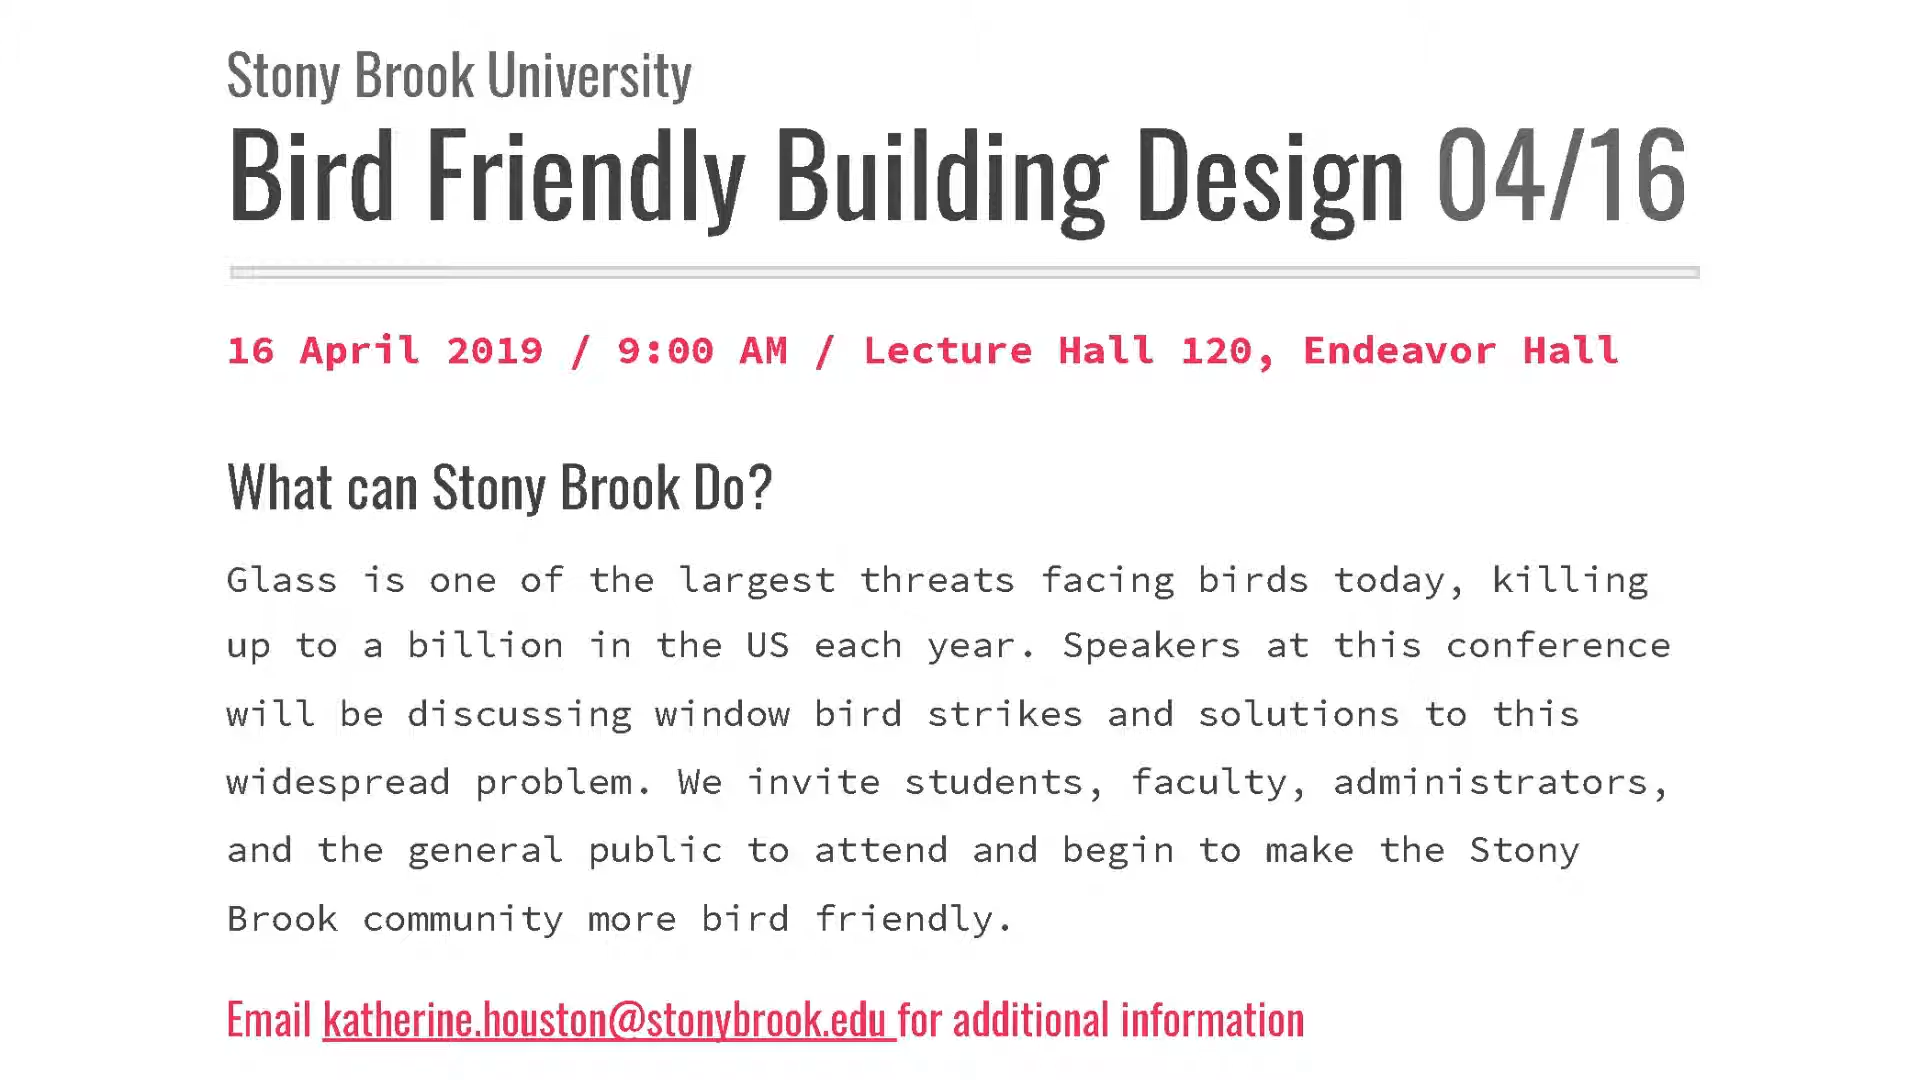 Stony Brook University
Bird Friendly Building Design 04/16
16 April 2019 / 9:00 AM / Lecture Hall 120, Endeavor Hall
What can Stony Brook Do?
Glass is one of the largest threats facing birds today, killing
up to a billion in the US each year. Speakers at this conference
will be discussing window bird strikes and solutions to this
widespread problem. We invite students, faculty, administrators,
and the general public to attend and begin to make the Stony
Brook community more bird friendly.
Email katherine.houston@stonybrook.edu for additional information